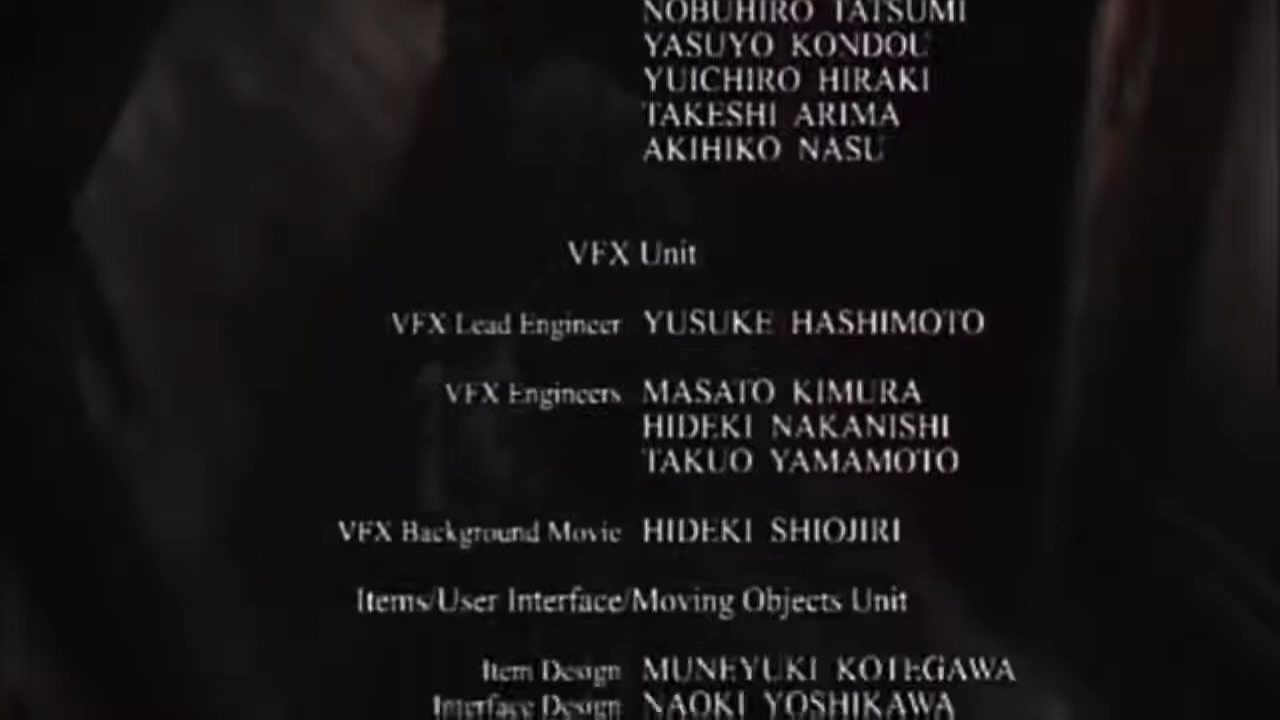 NOBUHIRO TATSUMI
YASUYO KONDOU
YUICHIRO HIRAKI
TAKESHI ARIMA
AKIHIKO NASU
VFX Unit
VFX Lead Engineer YUSUKE HASHIMOTO
VFX Engineers MASATO KIMURA
HIDEKI NAKANISHI
TAKUO YAMAMOTO
VFX Background Movie HIDEKI SHIOJIRI
Items/User Interface/Moving Objects Unit
Item Design MUNEYUKI KOTEGAWA
Interface Design NAOKI YOSHIKAWA